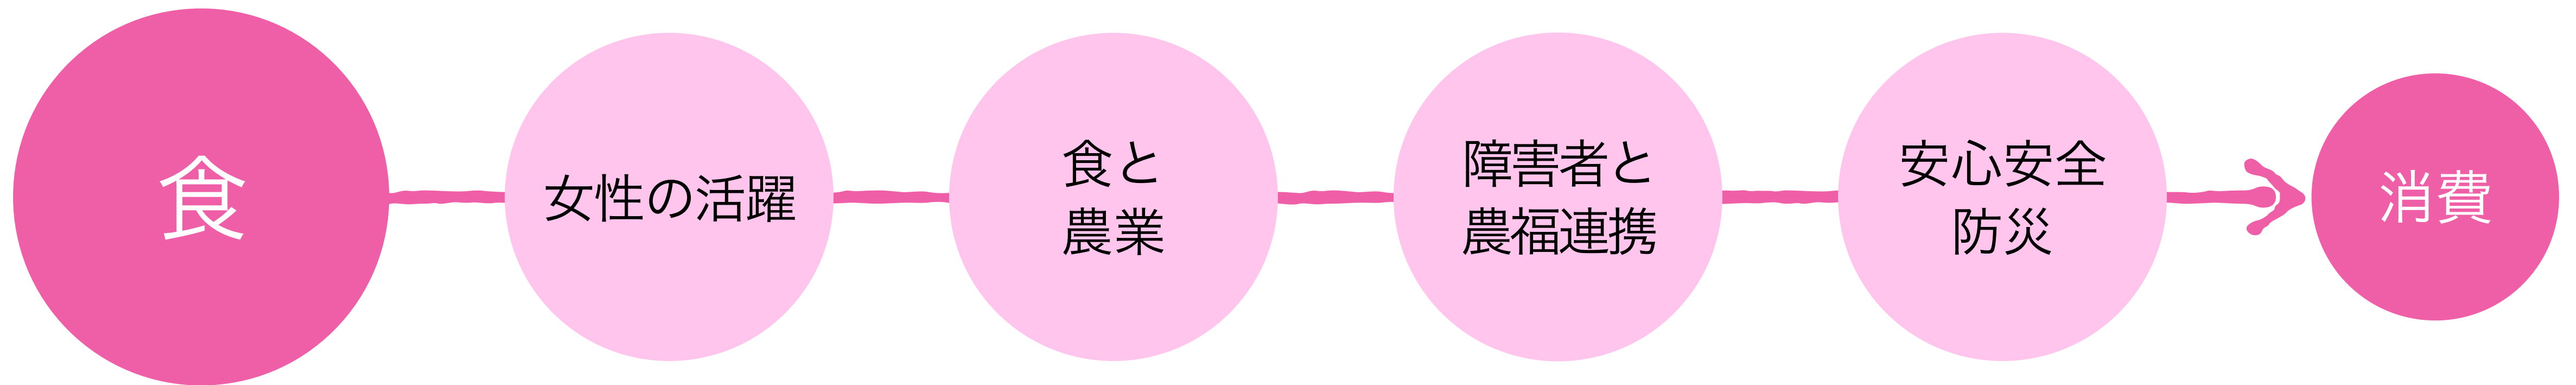 食
女性の活躍
食と
農業
障害者と
農福連携
安心安全
防災
消費